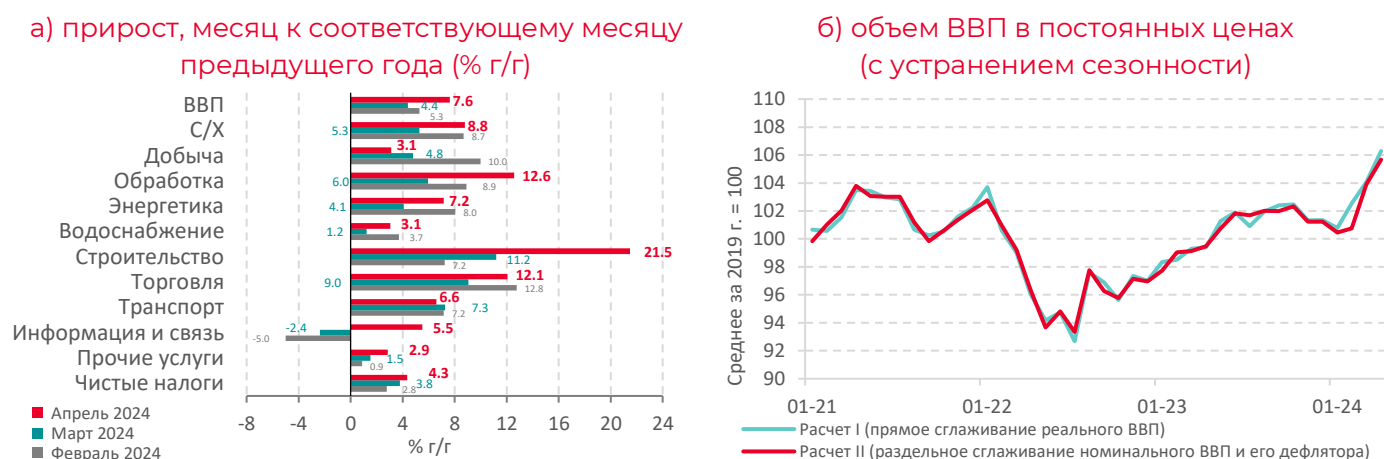 а) прирост, месяц к соответствующему месяцу
предыдущего года (% г/г)
ВВП
7.6
4.4
5.3
С/Х
8.8
5.3
8.7
Добыча
3.1
4.8
10.0
Обработка
12.6
6.0
8.9
Энергетика
7.2
4.1
8.0
Водоснабжение
3.1
1.2
3.7
Строительство
21.5
11.2
7.2
Торговля
12.1
9.0
12.8
Транспорт
6.6
7.3
7.2
Информация и связь
5.5
-2.4
-5.0
Прочие услуги
2.9
1.5
0.9
Чистые налоги
4.3
3.8
2.8
-8 -4 0 4 8 12 16 20 24
% г/г
Апрель 2024
Март 2024
Февраль 2024
б) объем ВВП в постоянных ценах
(с устранением сезонности)
Среднее за 2019 г. = 100
110
108
106
104
102
100
98
96
94
92
90
01-21 01-22 01-23 01-24
Расчет I (прямое сглаживание реального ВВП)
Расчет II (раздельное сглаживание номинального ВВП и его дефлятора)